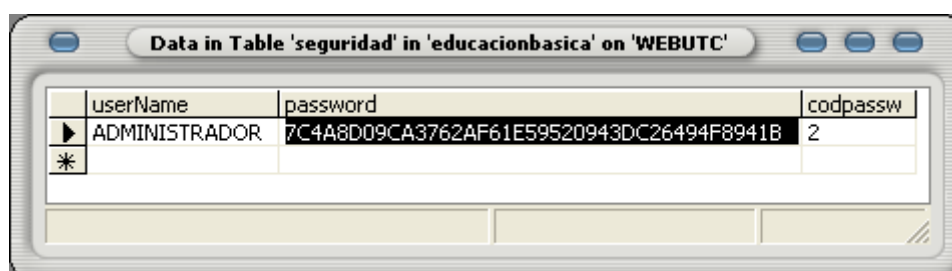 Data in Table 'seguridad' in 'educacionbasica' on 'WEBUTC'
userName password codpassw
ADMINISTRADOR 7C4A8D09CA3762AF61E59520943DC26494F8941B 2